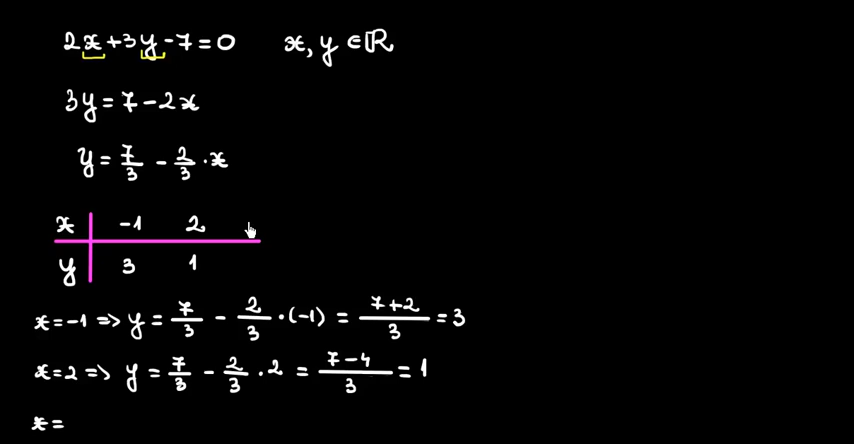 2x+3y-7=0 x, y ∈ ℝ
3y = 7 - 2x
y = 7/3 - 2/3 · x
x | -1 2
y | 3 1
x=-1 => y = 7/3 - 2/3 · (-1) = (7+2)/3 = 3
x=2 => y = 7/3 - 2/3 · 2 = (7-4)/3 = 1
x=